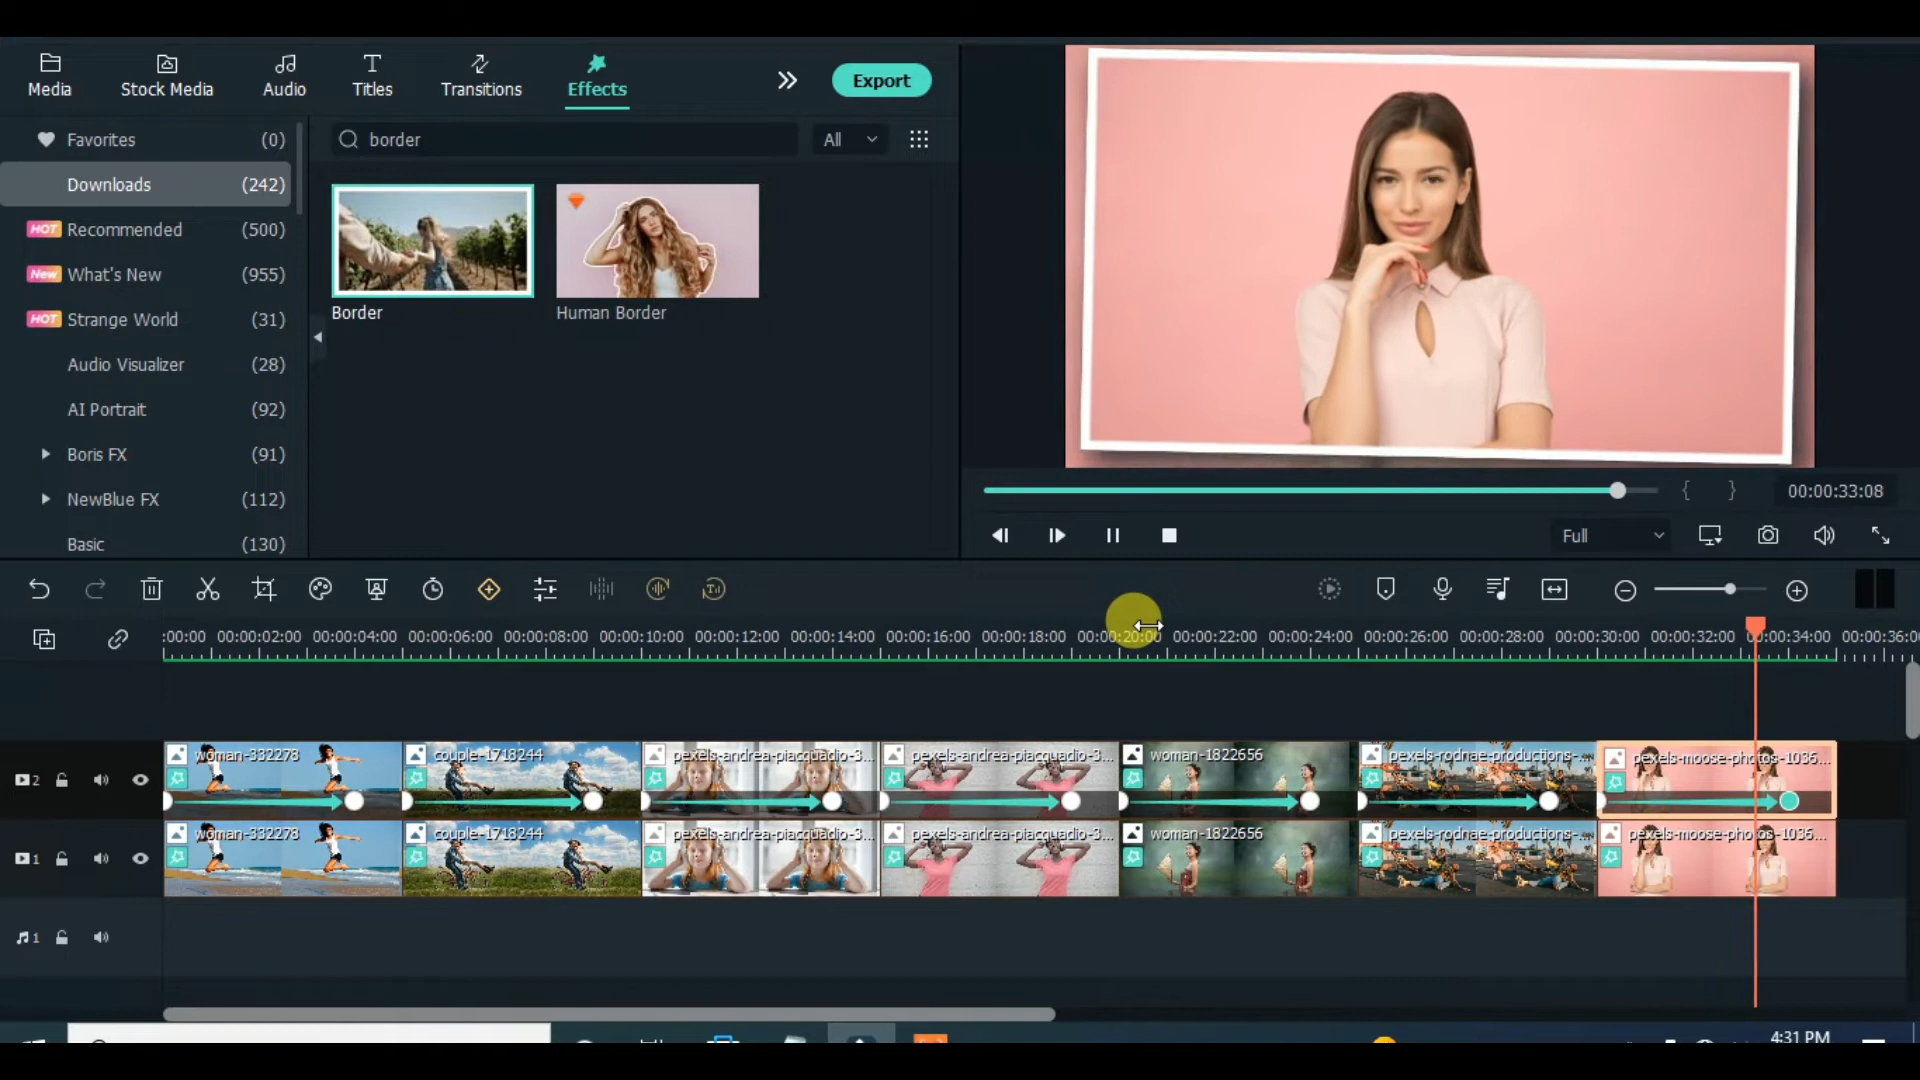 Media
Stock Media
Audio
Titles
Transitions
Effects
Export
Favorites (0)
Downloads (242)
HOT Recommended (500)
New What's New (955)
HOT Strange World (31)
Audio Visualizer (28)
AI Portrait (92)
Boris FX (91)
NewBlue FX (112)
Basic (130)
border
All
Border
Human Border
{ }
00:00:33:08
Full
:00:00 00:00:02:00 00:00:04:00 00:00:06:00 00:00:08:00 00:00:10:00 00:00:12:00 00:00:14:00 00:00:16:00 00:00:18:00 00:00:20:00 00:00:22:00 00:00:24:00 00:00:26:00 00:00:28:00 00:00:30:00 00:00:32:00 00:00:34:00 00:00:36:0
2
woman-332278
couple-1718244
pexels-andrea-piacquadio-3...
pexels-andrea-piacquadio-3...
woman-1822656
pexels-rodnae-productions-...
pexels-moose-photos-1036...
1
woman-332278
couple-1718244
pexels-andrea-piacquadio-3...
pexels-andrea-piacquadio-3...
woman-1822656
pexels-rodnae-productions-...
pexels-moose-photos-1036...
1
4:31 PM